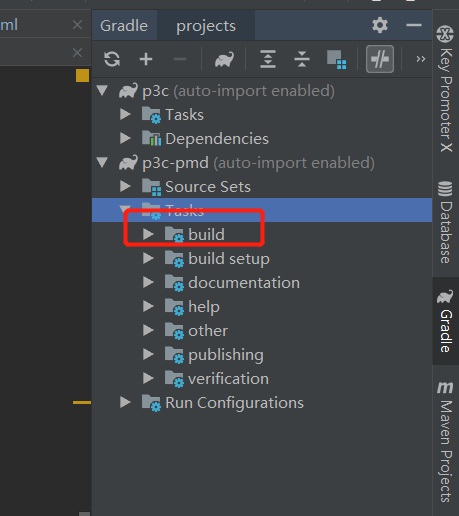 ml
Gradle projects
p3c (auto-import enabled)
Tasks
Dependencies
p3c-pmd (auto-import enabled)
Source Sets
Tasks
build
build setup
documentation
help
other
publishing
verification
Run Configurations
Key Promoter X
Database
Gradle
Maven Projects